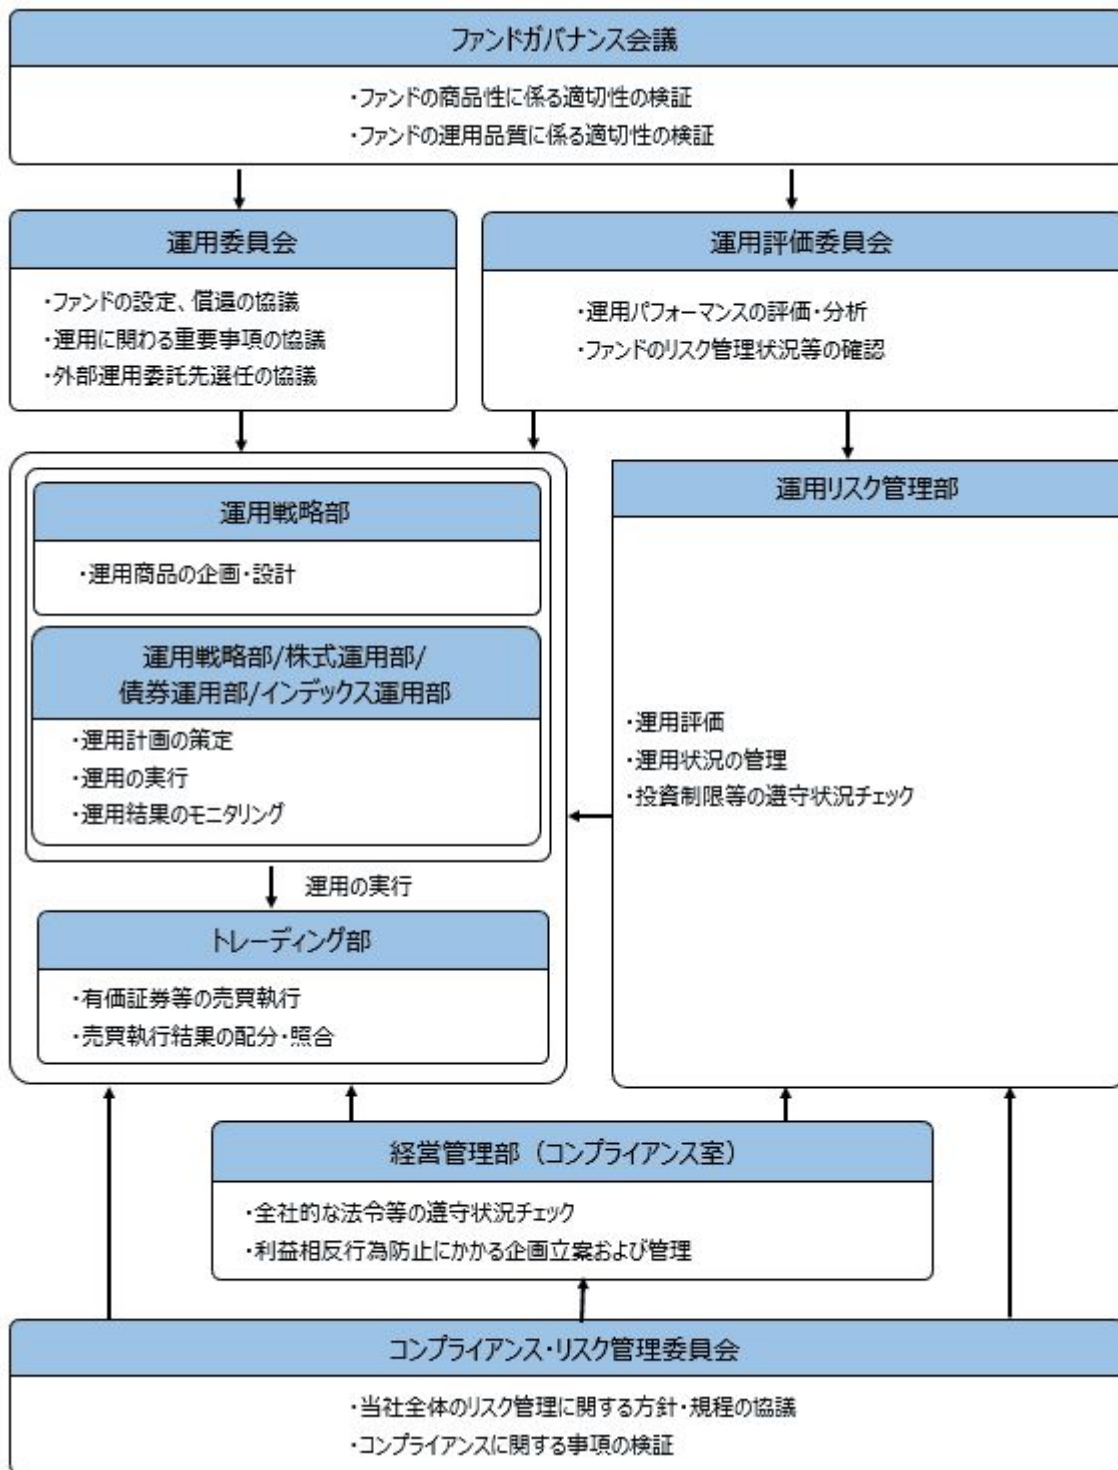 ファンドガバナンス会議
・ファンドの商品性に係る適切性の検証
・ファンドの運用品質に係る適切性の検証
運用委員会
・ファンドの設定、償還の協議
・運用に関わる重要事項の協議
・外部運用委託先選任の協議
運用評価委員会
・運用パフォーマンスの評価・分析
・ファンドのリスク管理状況等の確認
運用戦略部
・運用商品の企画・設計
運用戦略部/株式運用部/
債券運用部/インデックス運用部
・運用計画の策定
・運用の実行
・運用結果のモニタリング
運用の実行
トレーディング部
・有価証券等の売買執行
・売買執行結果の配分・照合
運用リスク管理部
・運用評価
・運用状況の管理
・投資制限等の遵守状況チェック
経営管理部（コンプライアンス室）
・全社的な法令等の遵守状況チェック
・利益相反行為防止にかかる企画立案および管理
コンプライアンス・リスク管理委員会
・当社全体のリスク管理に関する方針・規程の協議
・コンプライアンスに関する事項の検証